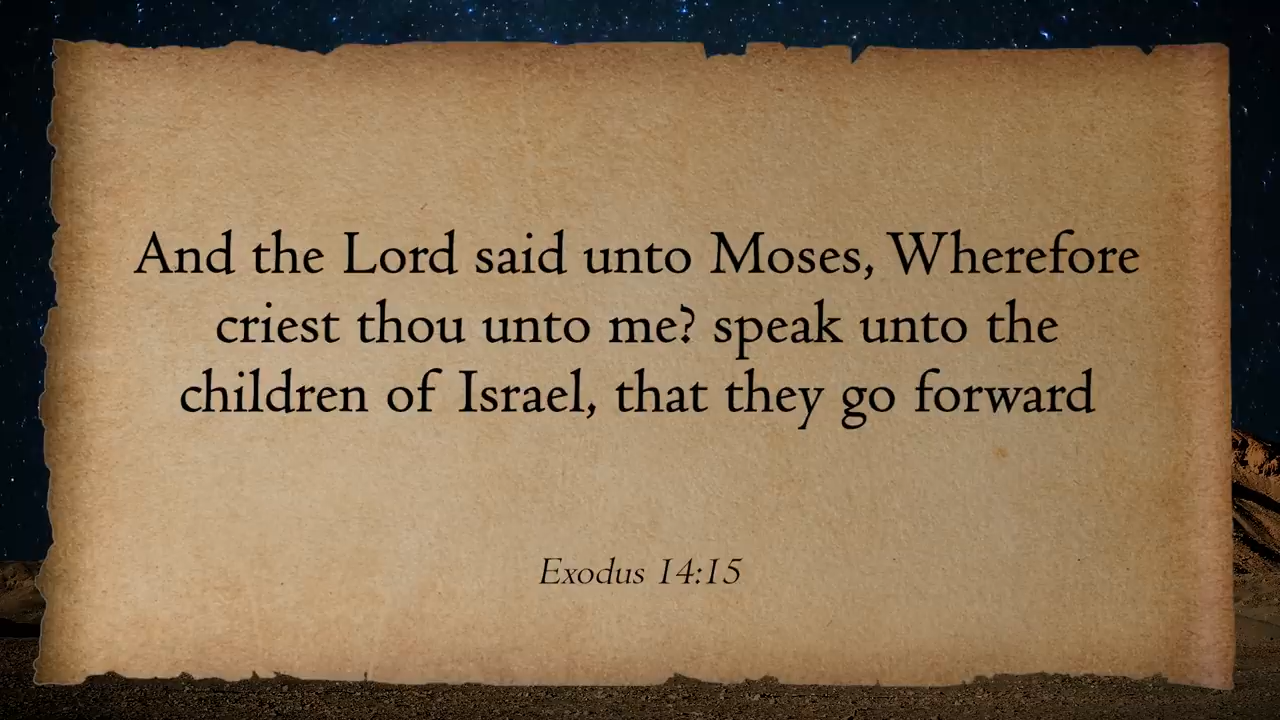 And the Lord said unto Moses, Wherefore
criest thou unto me? speak unto the
children of Israel, that they go forward
Exodus 14:15